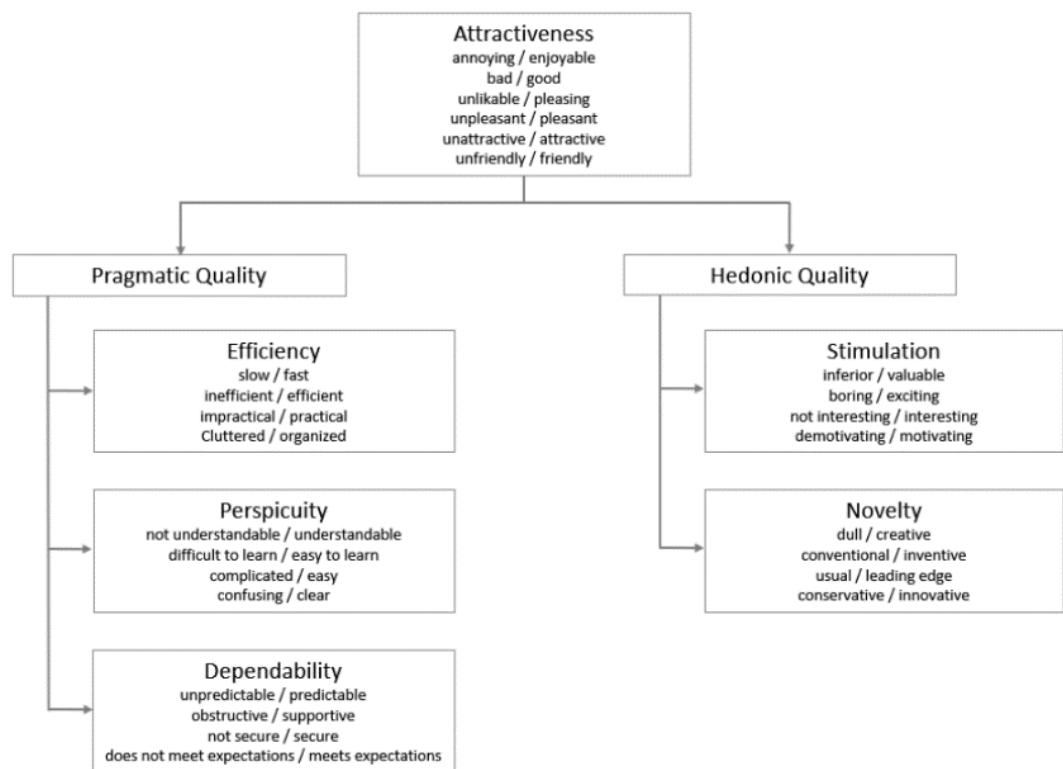 Attractiveness
annoying / enjoyable
bad / good
unlikable / pleasing
unpleasant / pleasant
unattractive / attractive
unfriendly / friendly
Pragmatic Quality
Hedonic Quality
Efficiency
slow / fast
inefficient / efficient
impractical / practical
Cluttered / organized
Stimulation
inferior / valuable
boring / exciting
not interesting / interesting
demotivating / motivating
Perspicuity
not understandable / understandable
difficult to learn / easy to learn
complicated / easy
confusing / clear
Novelty
dull / creative
conventional / inventive
usual / leading edge
conservative / innovative
Dependability
unpredictable / predictable
obstructive / supportive
not secure / secure
does not meet expectations / meets expectations